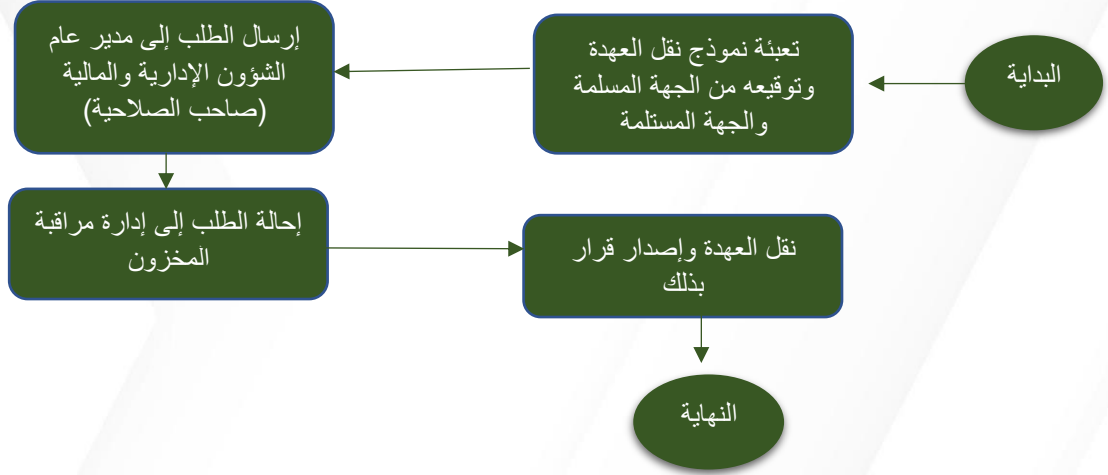 البداية
تعبئة نموذج نقل العهدة
وتوقيعه من الجهة المسلمة
والجهة المستلمة
إرسال الطلب إلى مدير عام
الشؤون الإدارية والمالية
(صاحب الصلاحية)
إحالة الطلب إلى إدارة مراقبة
المخزون
نقل العهدة وإصدار قرار
بذلك
النهاية